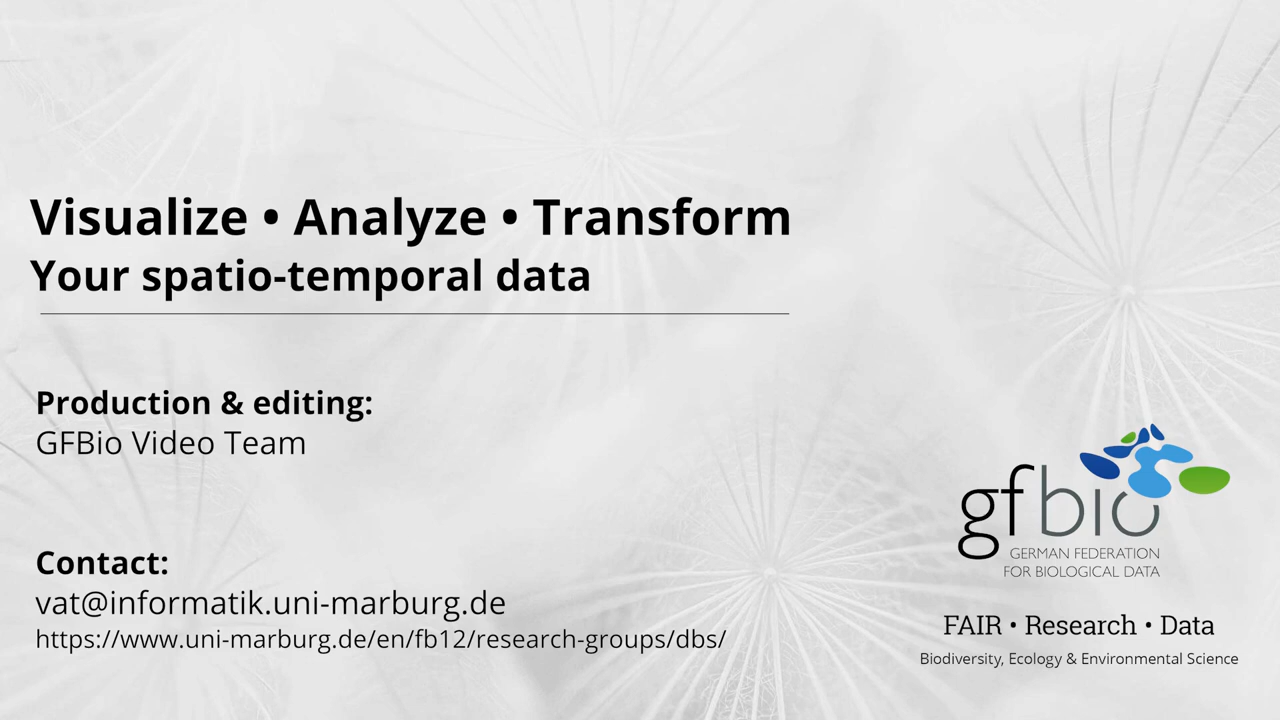 Visualize • Analyze • Transform
Your spatio-temporal data
Production & editing:
GFBio Video Team
Contact:
vat@informatik.uni-marburg.de
https://www.uni-marburg.de/en/fb12/research-groups/dbs/
gfbio
GERMAN FEDERATION
FOR BIOLOGICAL DATA
FAIR • Research • Data
Biodiversity, Ecology & Environmental Science